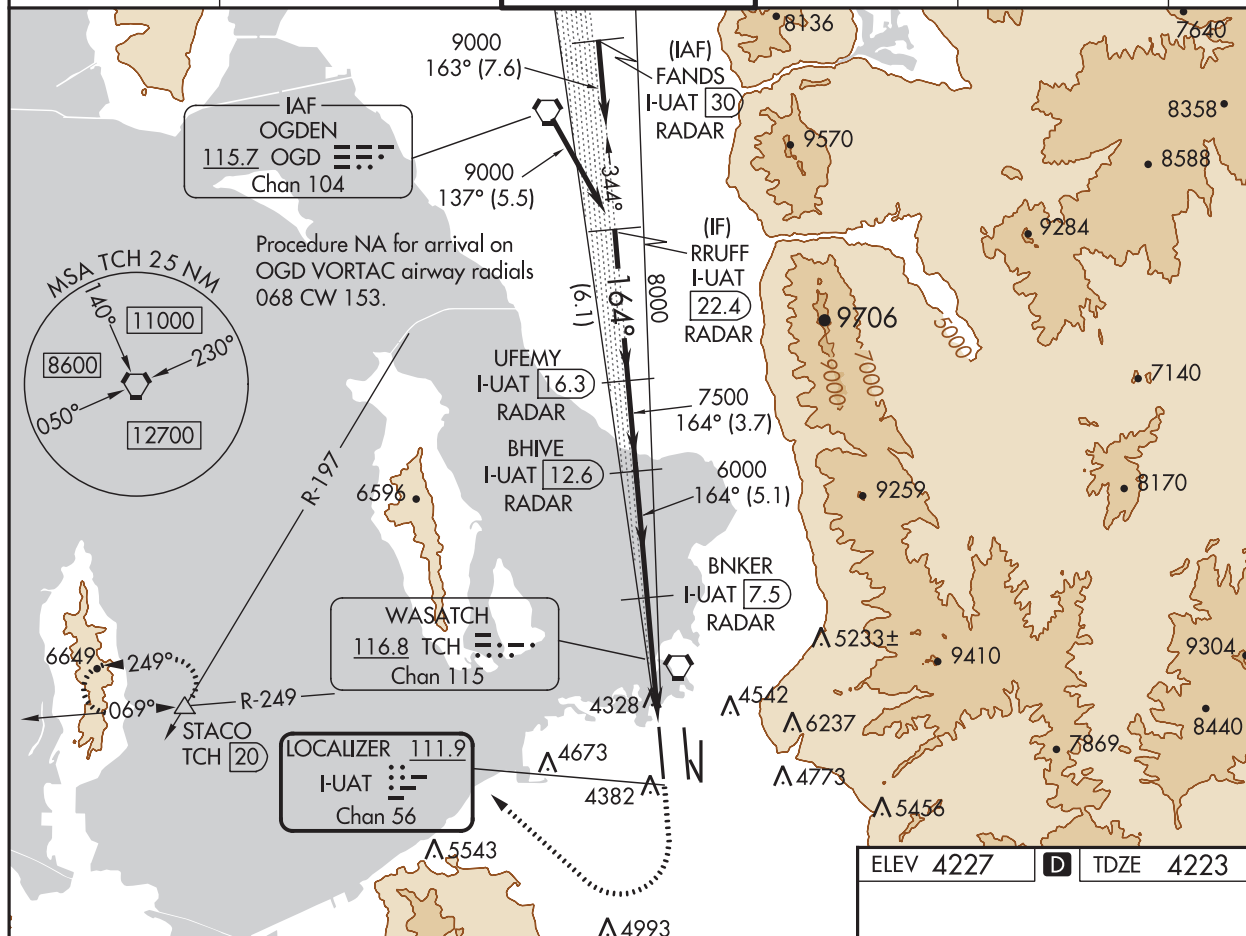 8136
7640
9000
163° (7.6)
(IAF)
FANDS
I-UAT 30
RADAR
8358
IAF
OGDEN
115.7 OGD
Chan 104
9570
8588
9000
137° (5.5)
344°
9284
(IF)
RRUFF
I-UAT
22.4
RADAR
Procedure NA for arrival on
OGD VORTAC airway radials
068 CW 153.
MSA TCH 25 NM
140°
11000
8600
230°
050°
12700
(6.1)
164°
8000
9706
5000
7000
9000
7140
UFEMY
I-UAT 16.3
RADAR
7500
164° (3.7)
BHIVE
I-UAT 12.6
RADAR
6000
164° (5.1)
R-197
6596
9259
8170
BNKER
I-UAT 7.5
RADAR
WASATCH
116.8 TCH
Chan 115
5233±
9410
9304
6649
249°
069°
R-249
STACO
TCH 20
4328
4542
6237
8440
7869
LOCALIZER 111.9
I-UAT
Chan 56
4673
4382
4773
5456
5543
4993
ELEV 4227 D TDZE 4223